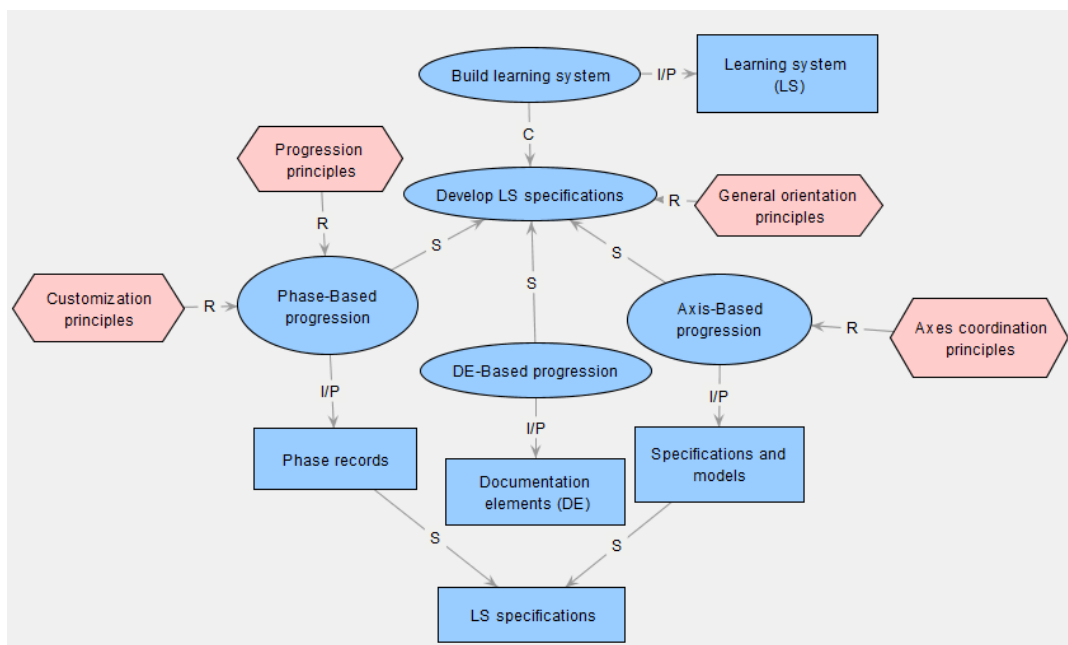 Build learning system
I/P
Learning system
(LS)
C
Progression
principles
R
Develop LS specifications
R
General orientation
principles
S
S
S
Customization
principles
R
Phase-Based
progression
Axis-Based
progression
R
Axes coordination
principles
DE-Based progression
I/P
I/P
I/P
Phase records
Documentation
elements (DE)
Specifications and
models
S
S
LS specifications